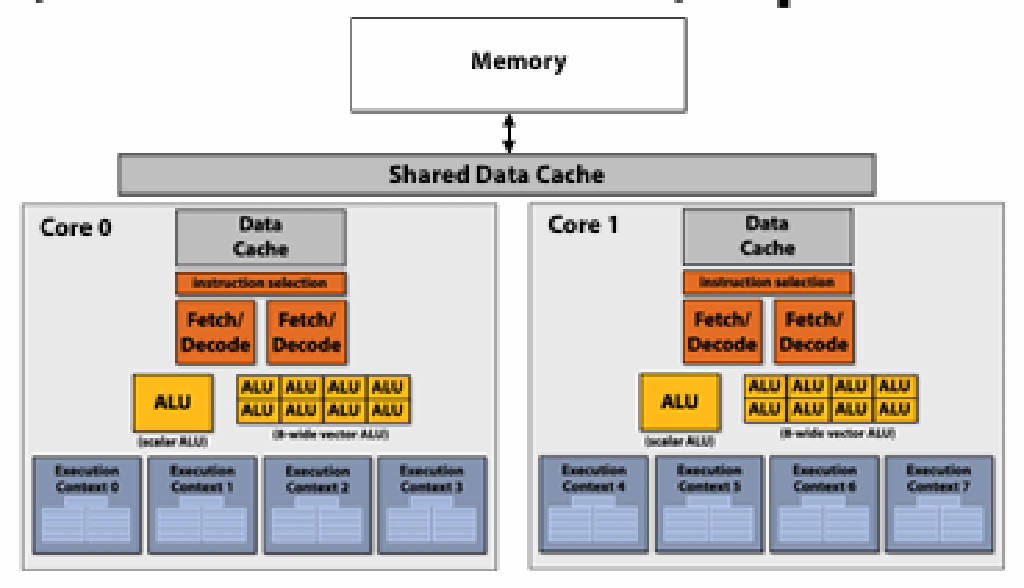 Memory
Shared Data Cache
Core 0
Data
Cache
Instruction selection
Fetch/
Decode
Fetch/
Decode
ALU
(scalar ALU)
ALU ALU ALU ALU
ALU ALU ALU ALU
(8-wide vector ALU)
Execution
Context 0
Execution
Context 1
Execution
Context 2
Execution
Context 3
Core 1
Data
Cache
Instruction selection
Fetch/
Decode
Fetch/
Decode
ALU
(scalar ALU)
ALU ALU ALU ALU
ALU ALU ALU ALU
(8-wide vector ALU)
Execution
Context 4
Execution
Context 5
Execution
Context 6
Execution
Context 7